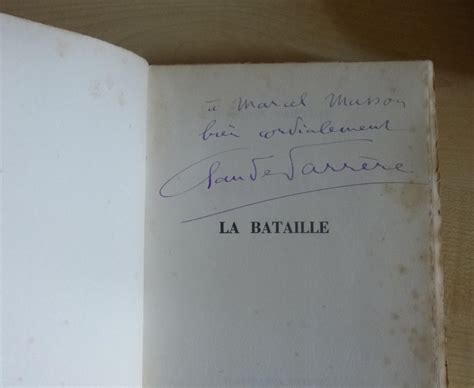 à Marcel Masson
bien cordialement
Claude Farrère
LA BATAILLE